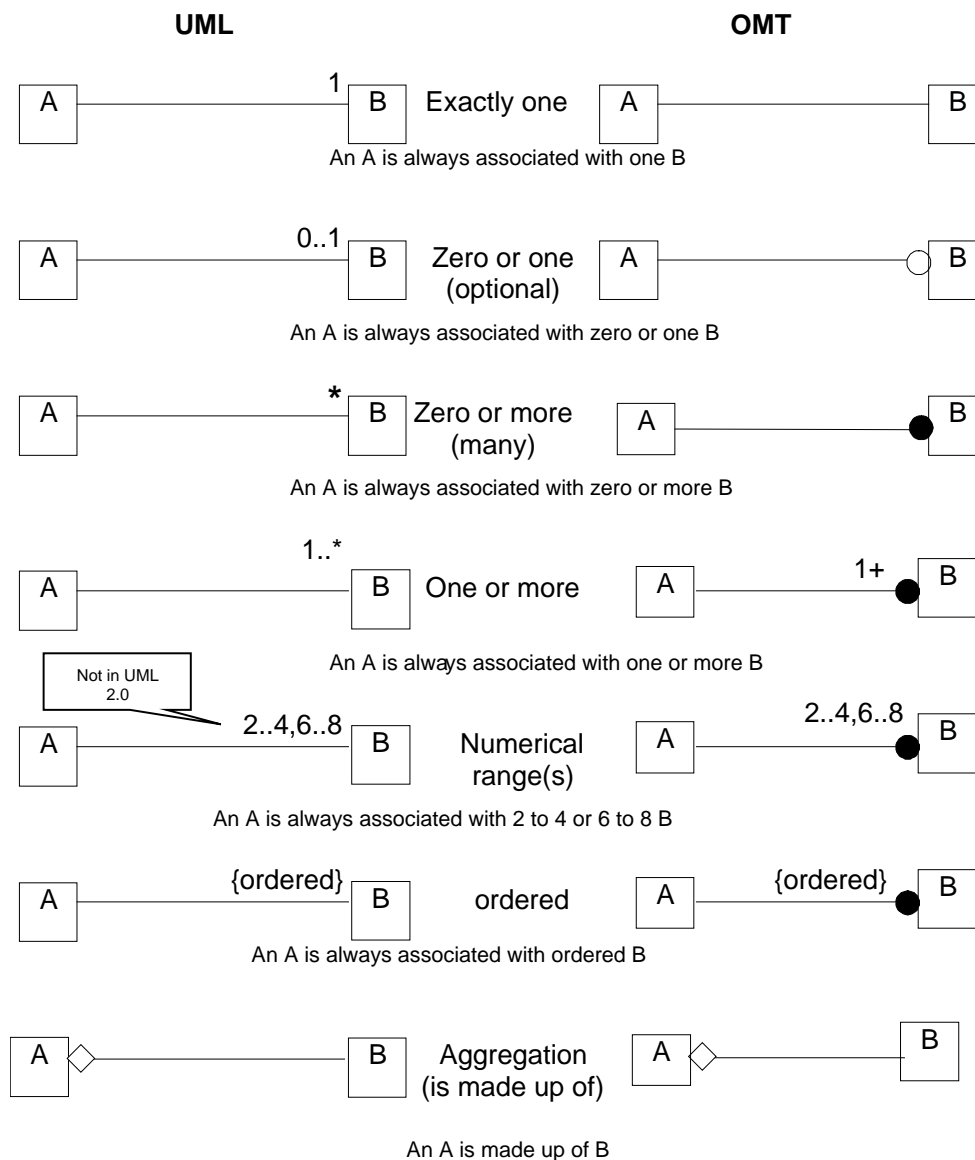 UML OMT
A 1 B Exactly one A B
An A is always associated with one B
A 0..1 B Zero or one A B
(optional)
An A is always associated with zero or one B
A * B Zero or more A B
(many)
An A is always associated with zero or more B
A 1..* B One or more A 1+ B
An A is always associated with one or more B
Not in UML
2.0
A 2..4,6..8 B Numerical A 2..4,6..8 B
range(s)
An A is always associated with 2 to 4 or 6 to 8 B
A {ordered} B ordered A {ordered} B
An A is always associated with ordered B
A B Aggregation A B
(is made up of)
An A is made up of B